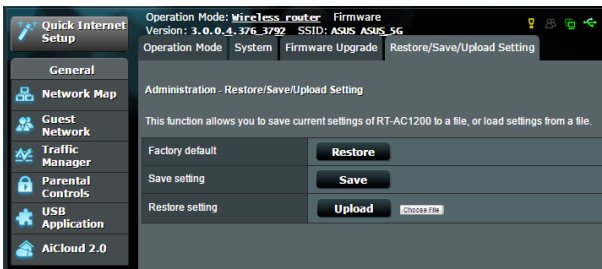 Quick Internet
Setup
General
Network Map
Guest
Network
Traffic
Manager
Parental
Controls
USB
Application
AiCloud 2.0
Operation Mode: Wireless router Firmware
Version: 3.0.0.4.376_3792 SSID: ASUS ASUS_5G
Operation Mode System Firmware Upgrade Restore/Save/Upload Setting
Administration - Restore/Save/Upload Setting
This function allows you to save current settings of RT-AC1200 to a file, or load settings from a file.
Factory default Restore
Save setting Save
Restore setting Upload Choose File